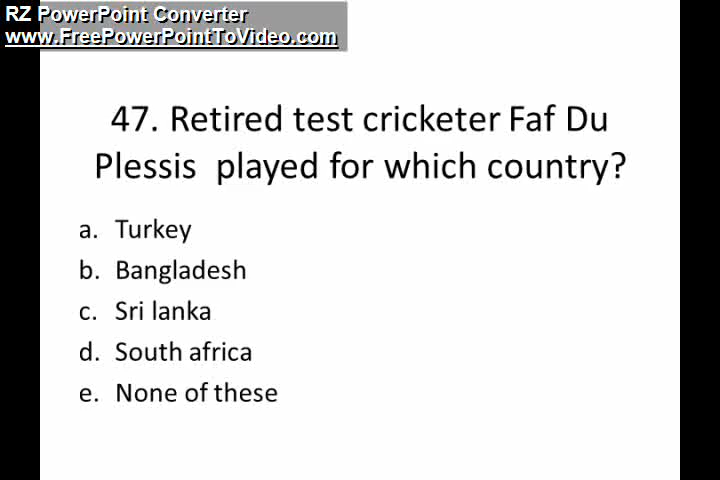 RZ PowerPoint Converter
www.FreePowerPointToVideo.com
47. Retired test cricketer Faf Du
Plessis played for which country?
a. Turkey
b. Bangladesh
c. Sri lanka
d. South africa
e. None of these